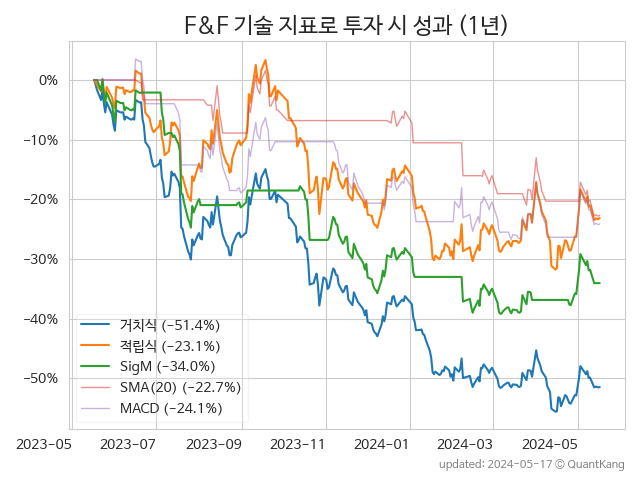 F&F 기술 지표로 투자 시 성과 (1년)
0%
−10%
−20%
−30%
−40%
−50%
거치식 (−51.4%)
적립식 (−23.1%)
SigM (−34.0%)
SMA(20) (−22.7%)
MACD (−24.1%)
2023−05 2023−07 2023−09 2023−11 2024−01 2024−03 2024−05
updated: 2024−05−17 © QuantKang